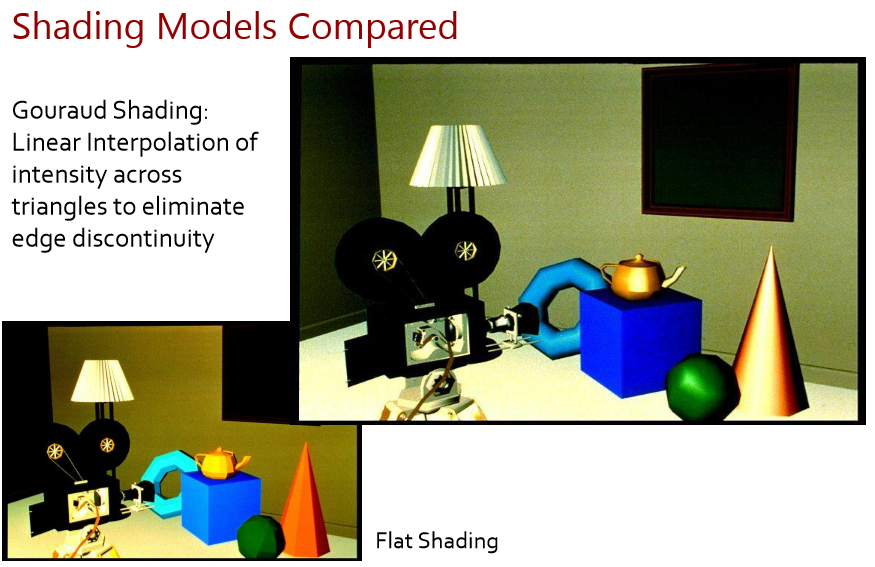 Shading Models Compared
Gouraud Shading:
Linear Interpolation of
intensity across
triangles to eliminate
edge discontinuity
Flat Shading